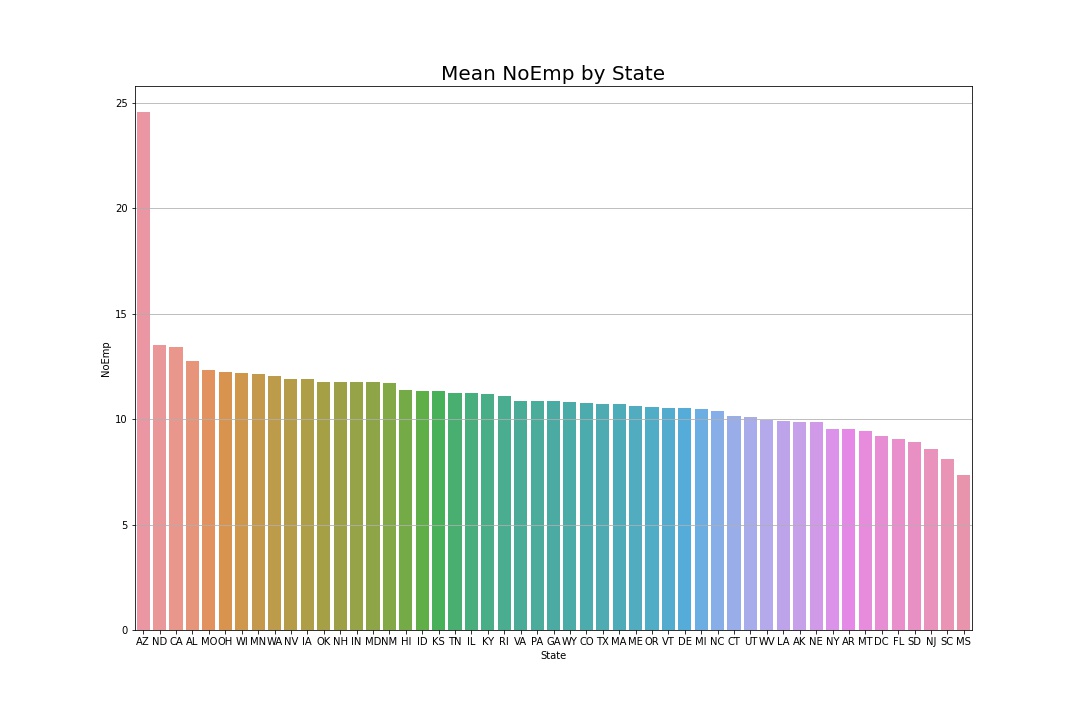 Mean NoEmp by State
25
20
15
10
5
0
NoEmp
AZ ND CA AL MO OH WI MN WA NV IA OK NH IN MD NM HI ID KS TN IL KY RI VA PA GA WY CO TX MA ME OR VT DE MI NC CT UT WV LA AK NE NY AR MT DC FL SD NJ SC MS
State